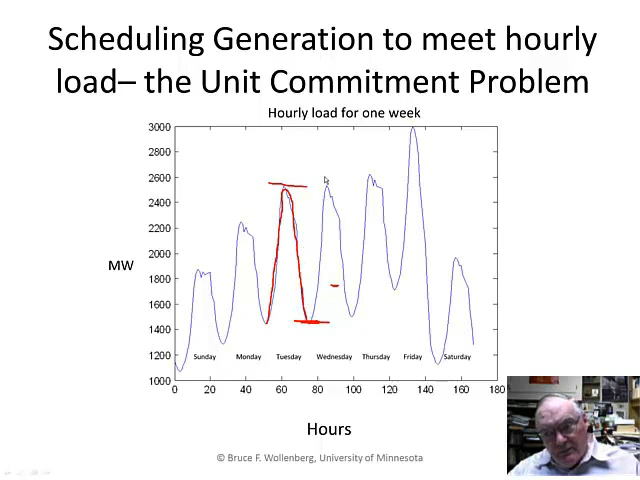 Scheduling Generation to meet hourly
load– the Unit Commitment Problem
Hourly load for one week
3000
2800
2600
2400
2200
2000
1800
1600
1400
1200
1000
MW
Sunday Monday Tuesday Wednesday Thursday Friday Saturday
0 20 40 60 80 100 120 140 160 180
Hours
© Bruce F. Wollenberg, University of Minnesota